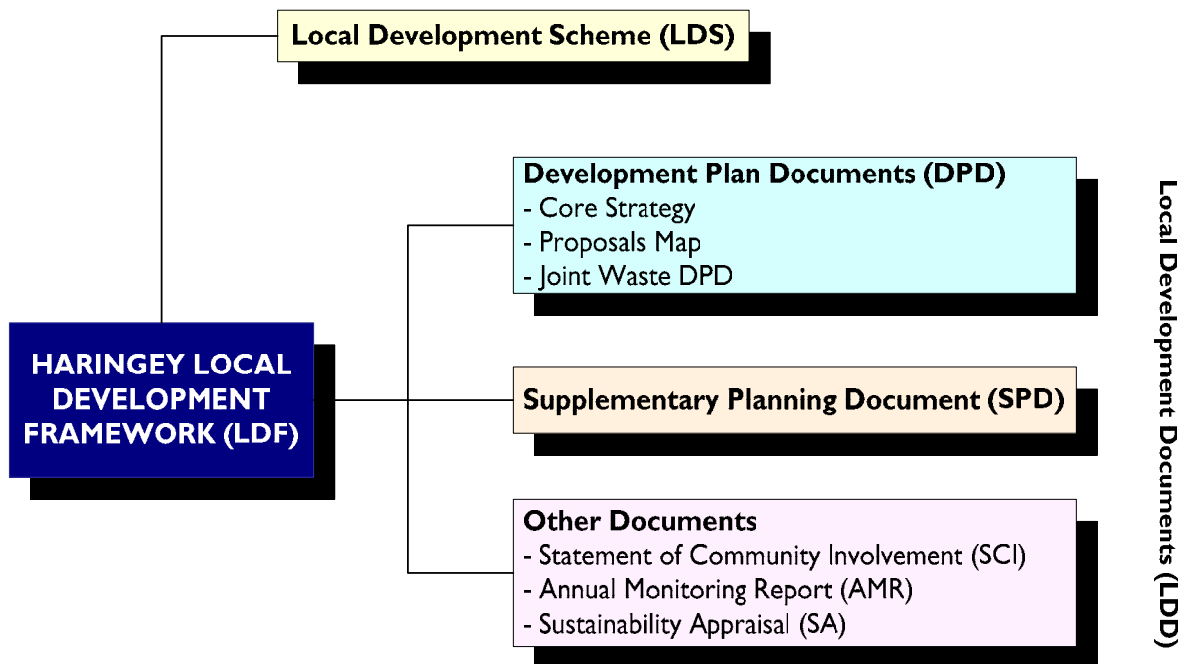 Local Development Scheme (LDS)
Development Plan Documents (DPD)
- Core Strategy
- Proposals Map
- Joint Waste DPD
HARINGEY LOCAL
DEVELOPMENT
FRAMEWORK (LDF)
Supplementary Planning Document (SPD)
Other Documents
- Statement of Community Involvement (SCI)
- Annual Monitoring Report (AMR)
- Sustainability Appraisal (SA)
Local Development Documents (LDD)